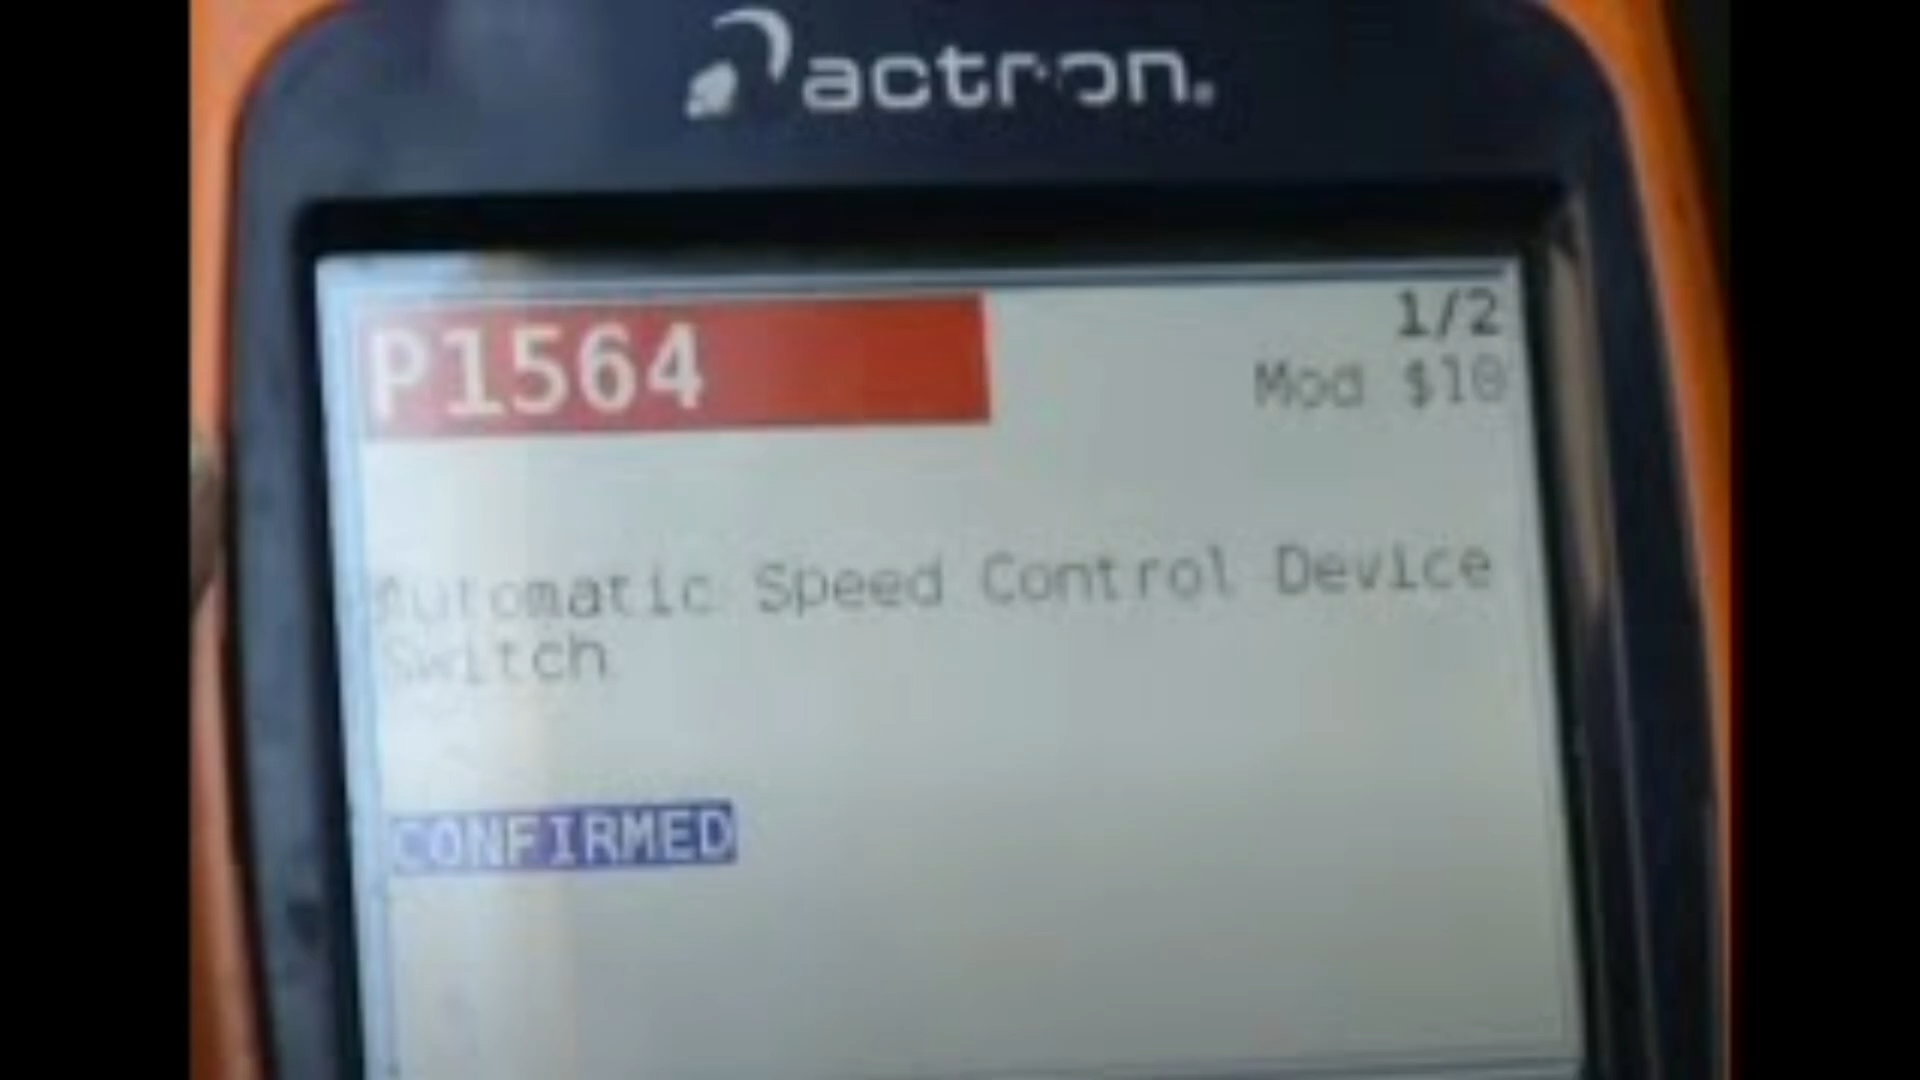 actron.
P1564
1/2
Mod $10
Automatic Speed Control Device
Switch
CONFIRMED